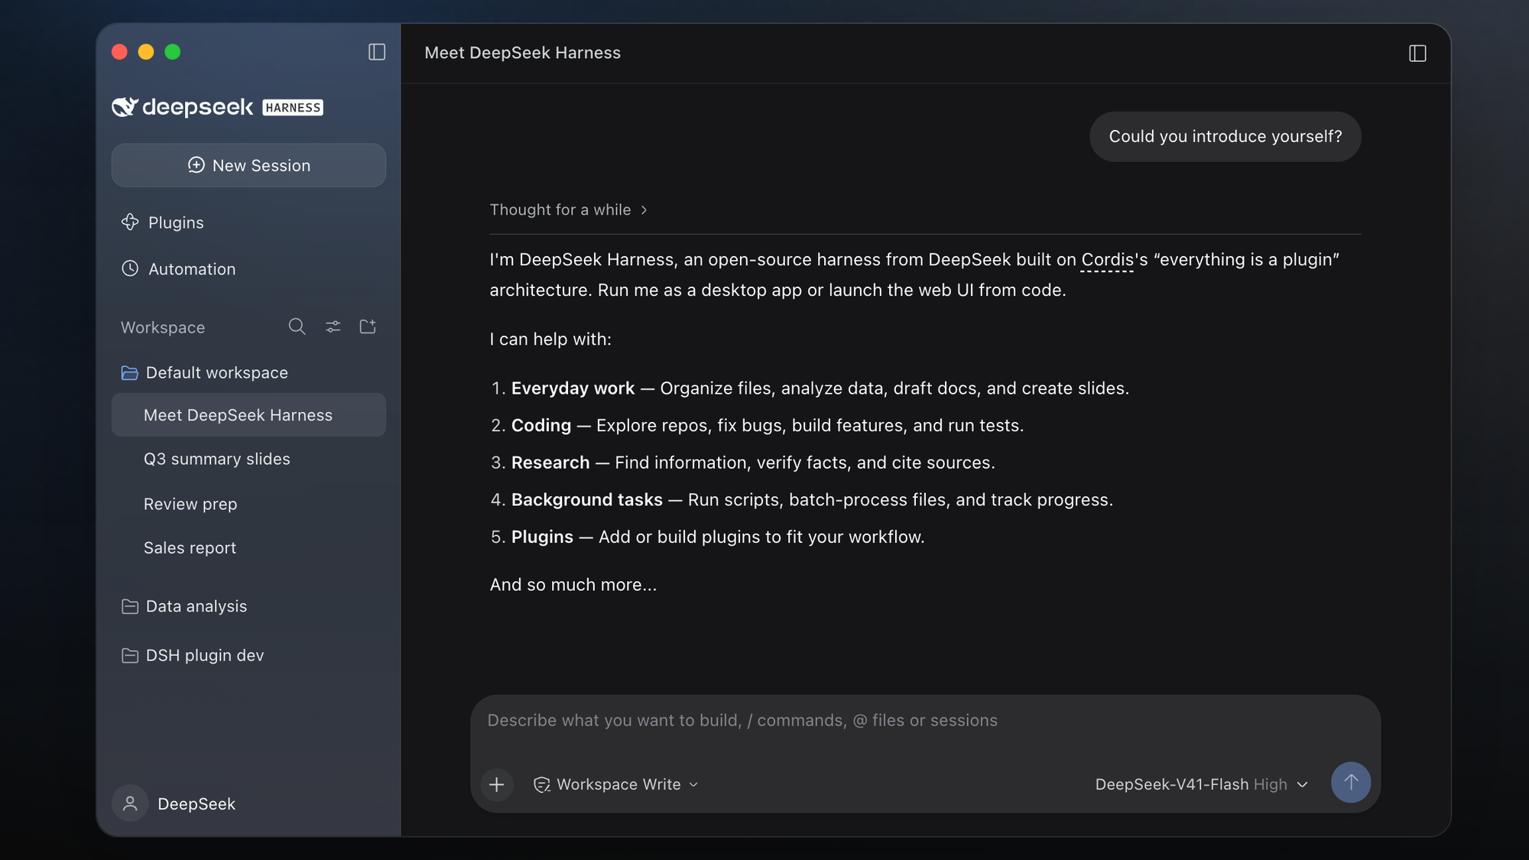 Meet DeepSeek Harness
deepseek HARNESS
New Session
Plugins
Automation
Workspace
Default workspace
Meet DeepSeek Harness
Q3 summary slides
Review prep
Sales report
Data analysis
DSH plugin dev
DeepSeek
Could you introduce yourself?
Thought for a while
I'm DeepSeek Harness, an open-source harness from DeepSeek built on Cordis's “everything is a plugin”
architecture. Run me as a desktop app or launch the web UI from code.
I can help with:
1. Everyday work — Organize files, analyze data, draft docs, and create slides.
2. Coding — Explore repos, fix bugs, build features, and run tests.
3. Research — Find information, verify facts, and cite sources.
4. Background tasks — Run scripts, batch-process files, and track progress.
5. Plugins — Add or build plugins to fit your workflow.
And so much more...
Describe what you want to build, / commands, @ files or sessions
Workspace Write
DeepSeek-V41-Flash High